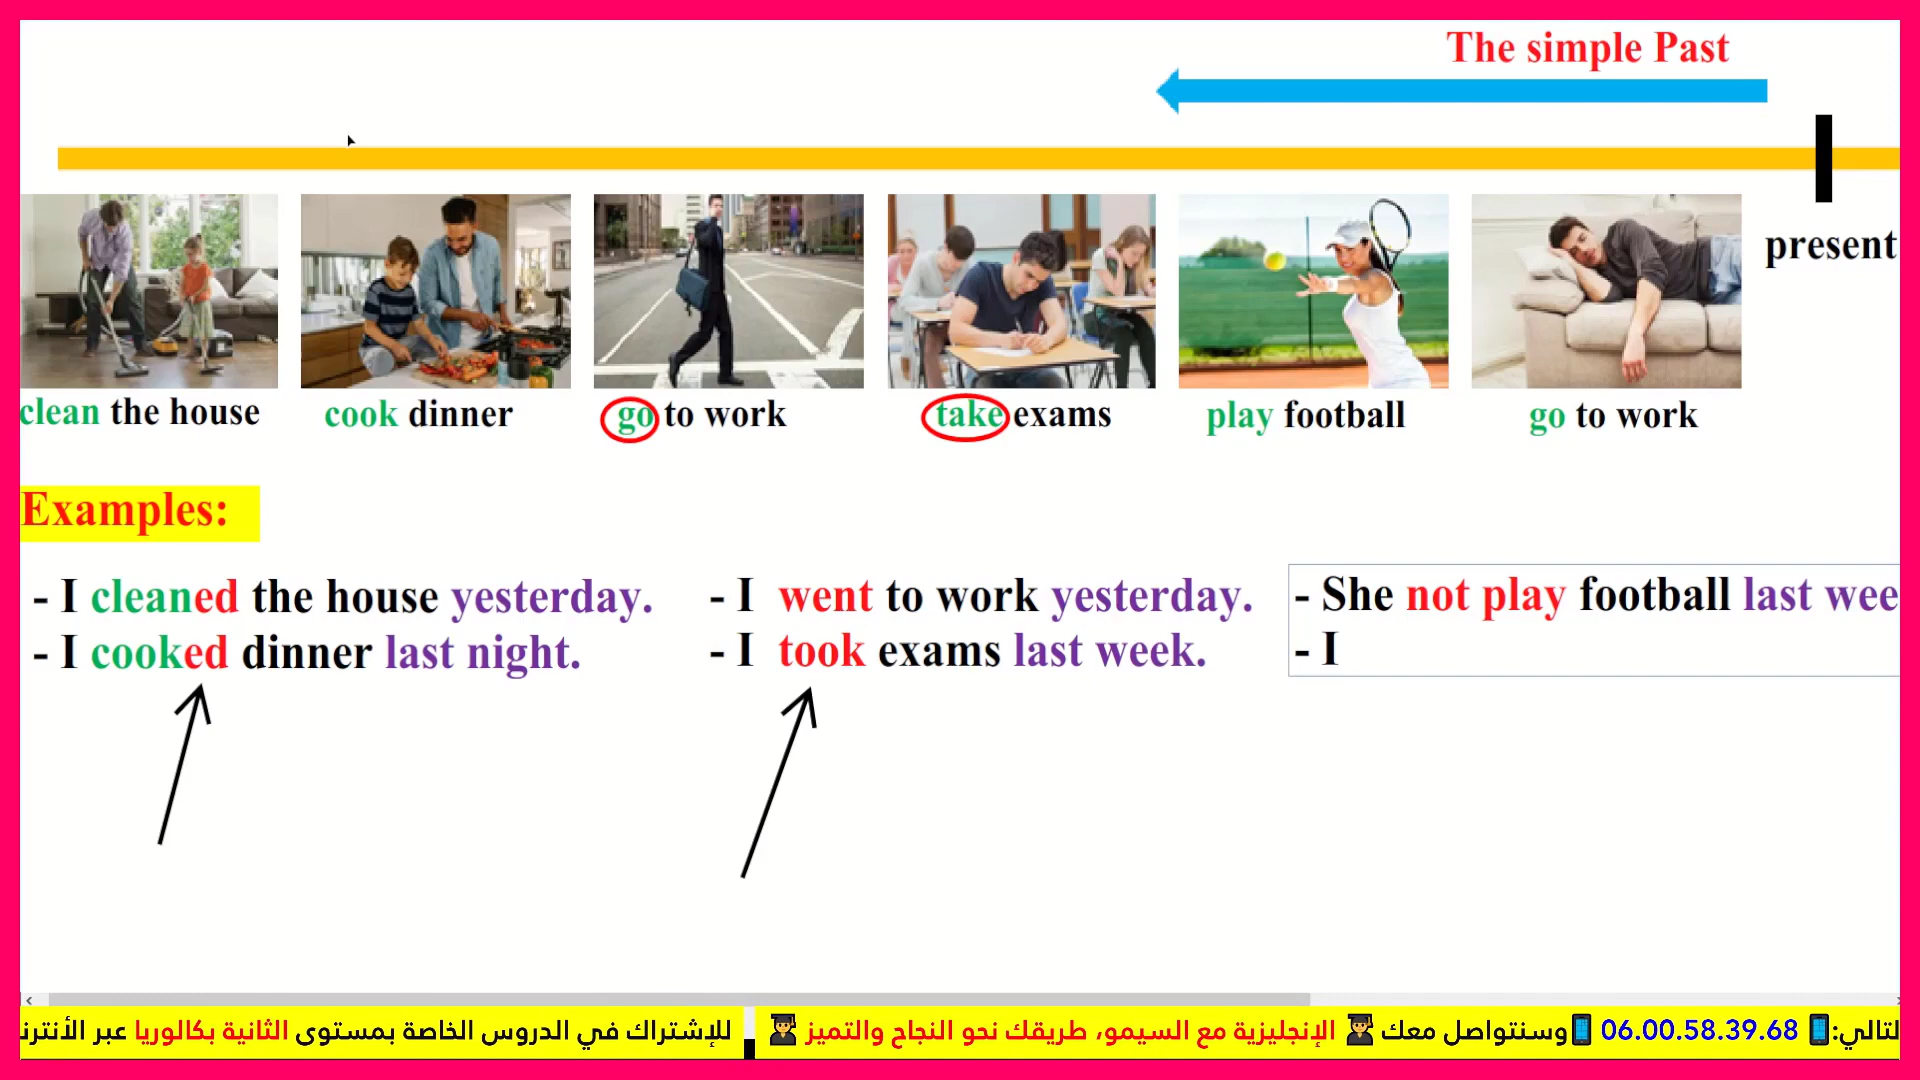 The simple Past
present
clean the house
cook dinner
go to work
take exams
play football
go to work
Examples:
- I cleaned the house yesterday.
- I cooked dinner last night.
- I went to work yesterday.
- I took exams last week.
- She not play football last wee
- I
للإشتراك في الدروس الخاصة بمستوى الثانية بكالوريا عبر الأنترن
لتالي: 06.00.58.39.68 وسنتواصل معك الإنجليزية مع السيمو، طريقك نحو النجاح والتميز